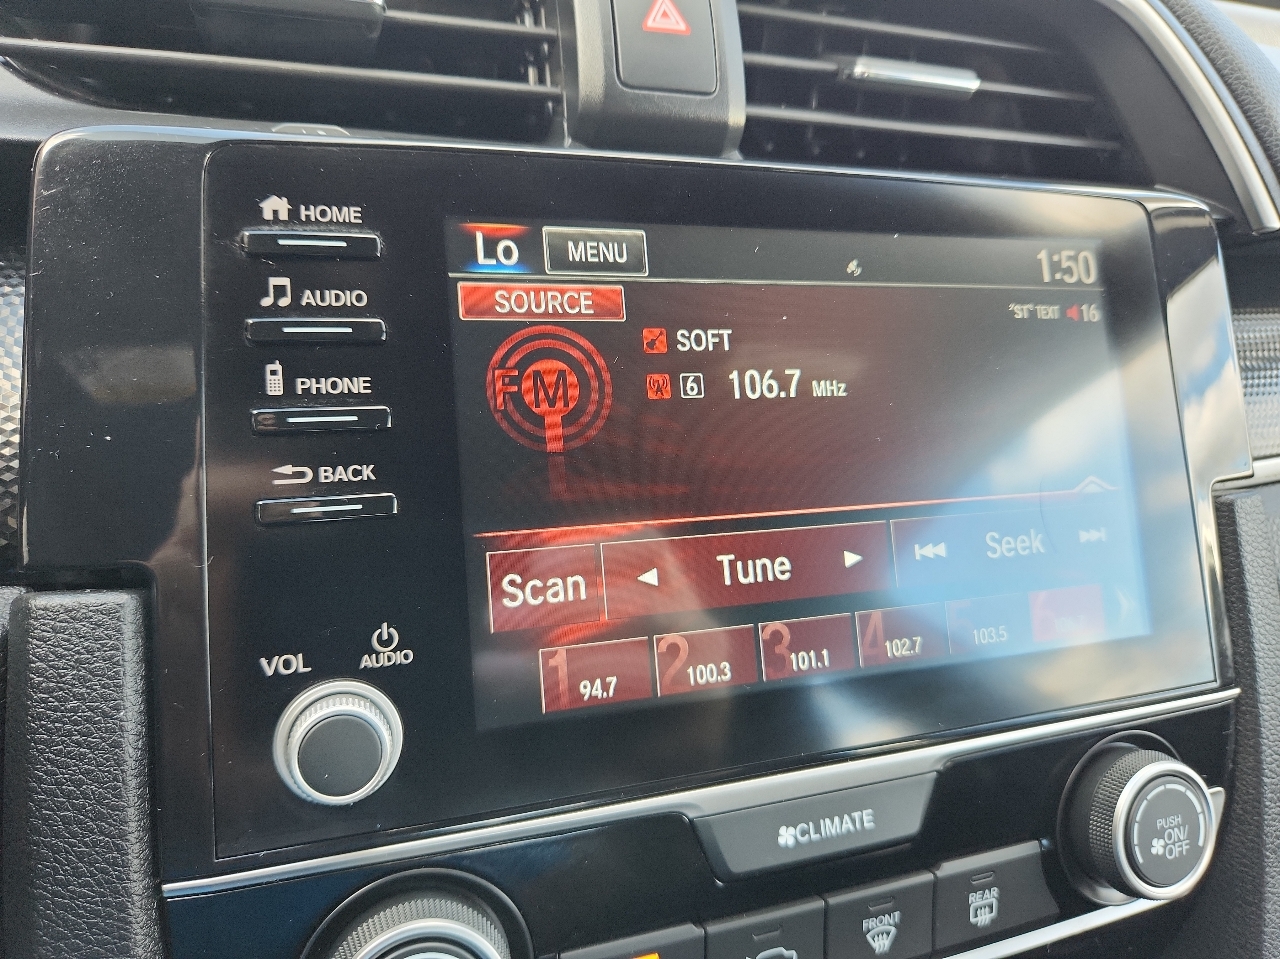 HOME
AUDIO
PHONE
BACK
VOL
AUDIO
Lo MENU 1:50
SOURCE "ST" TEXT 16
FM
SOFT
6 106.7 MHz
Scan Tune Seek
1 94.7
2 100.3
3 101.1
4 102.7
103.5
CLIMATE
PUSH
ON/
OFF
FRONT
REAR